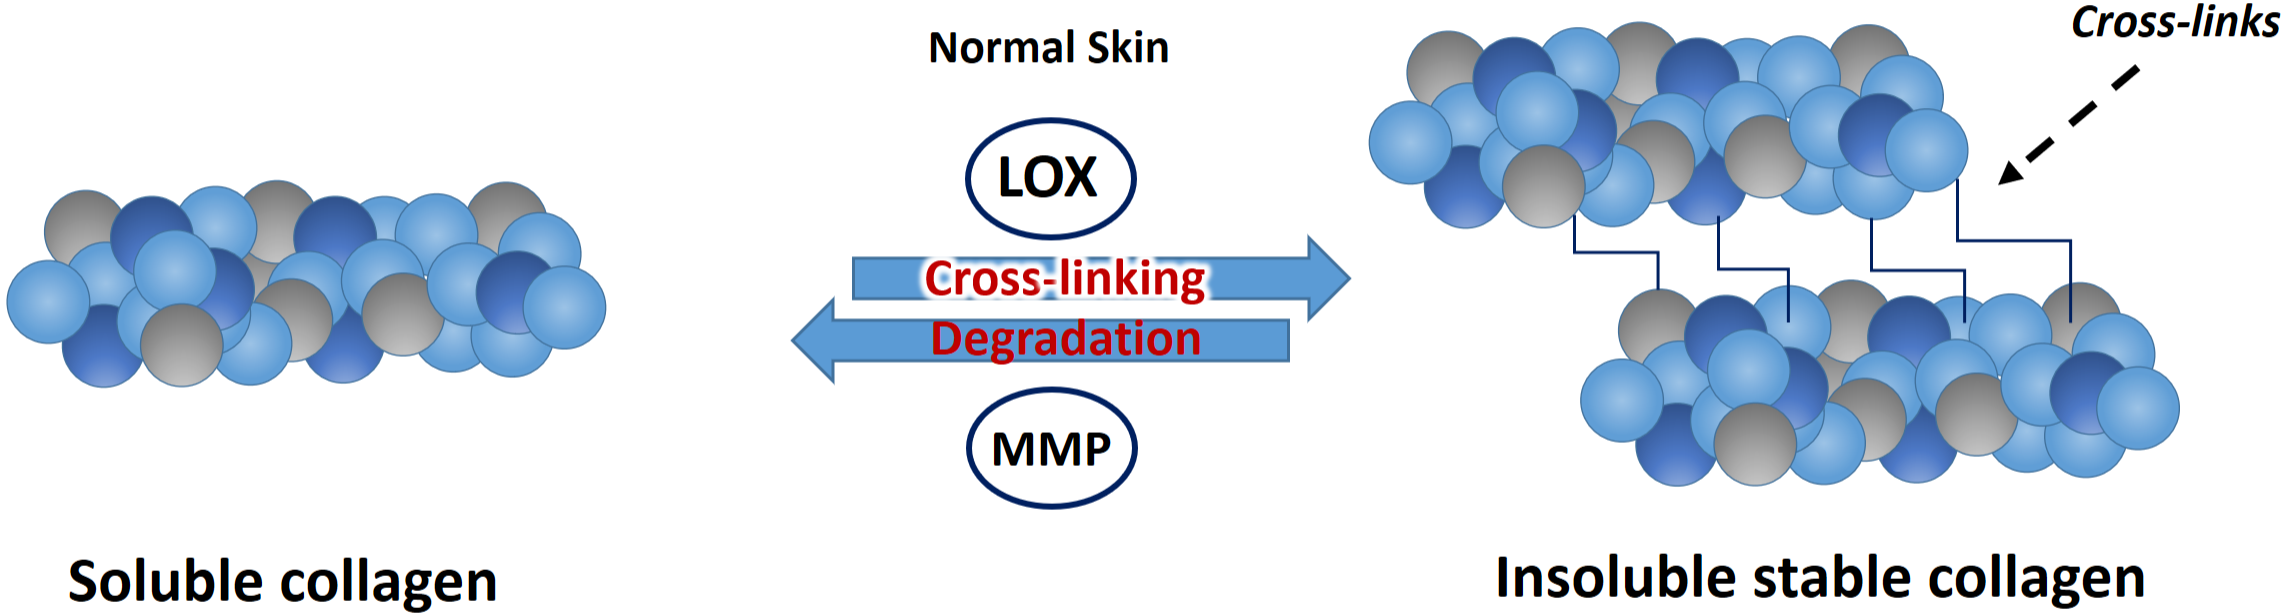 Cross-links
Normal Skin
LOX
Cross-linking
Degradation
MMP
Soluble collagen
Insoluble stable collagen